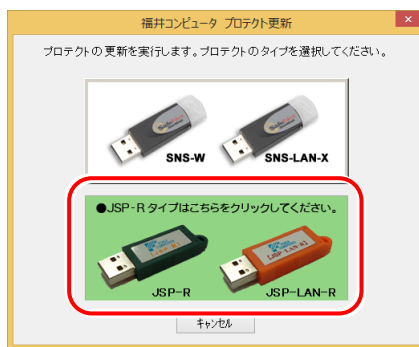 福井コンピュータ プロテクト更新
プロテクトの更新を実行します。プロテクトのタイプを選択してください。
SNS-W
SNS-LAN-X
●JSP-Rタイプはこちらをクリックしてください。
[JSP-R]
[JSP-LAN-R]
JSP-R
JSP-LAN-R
キャンセル